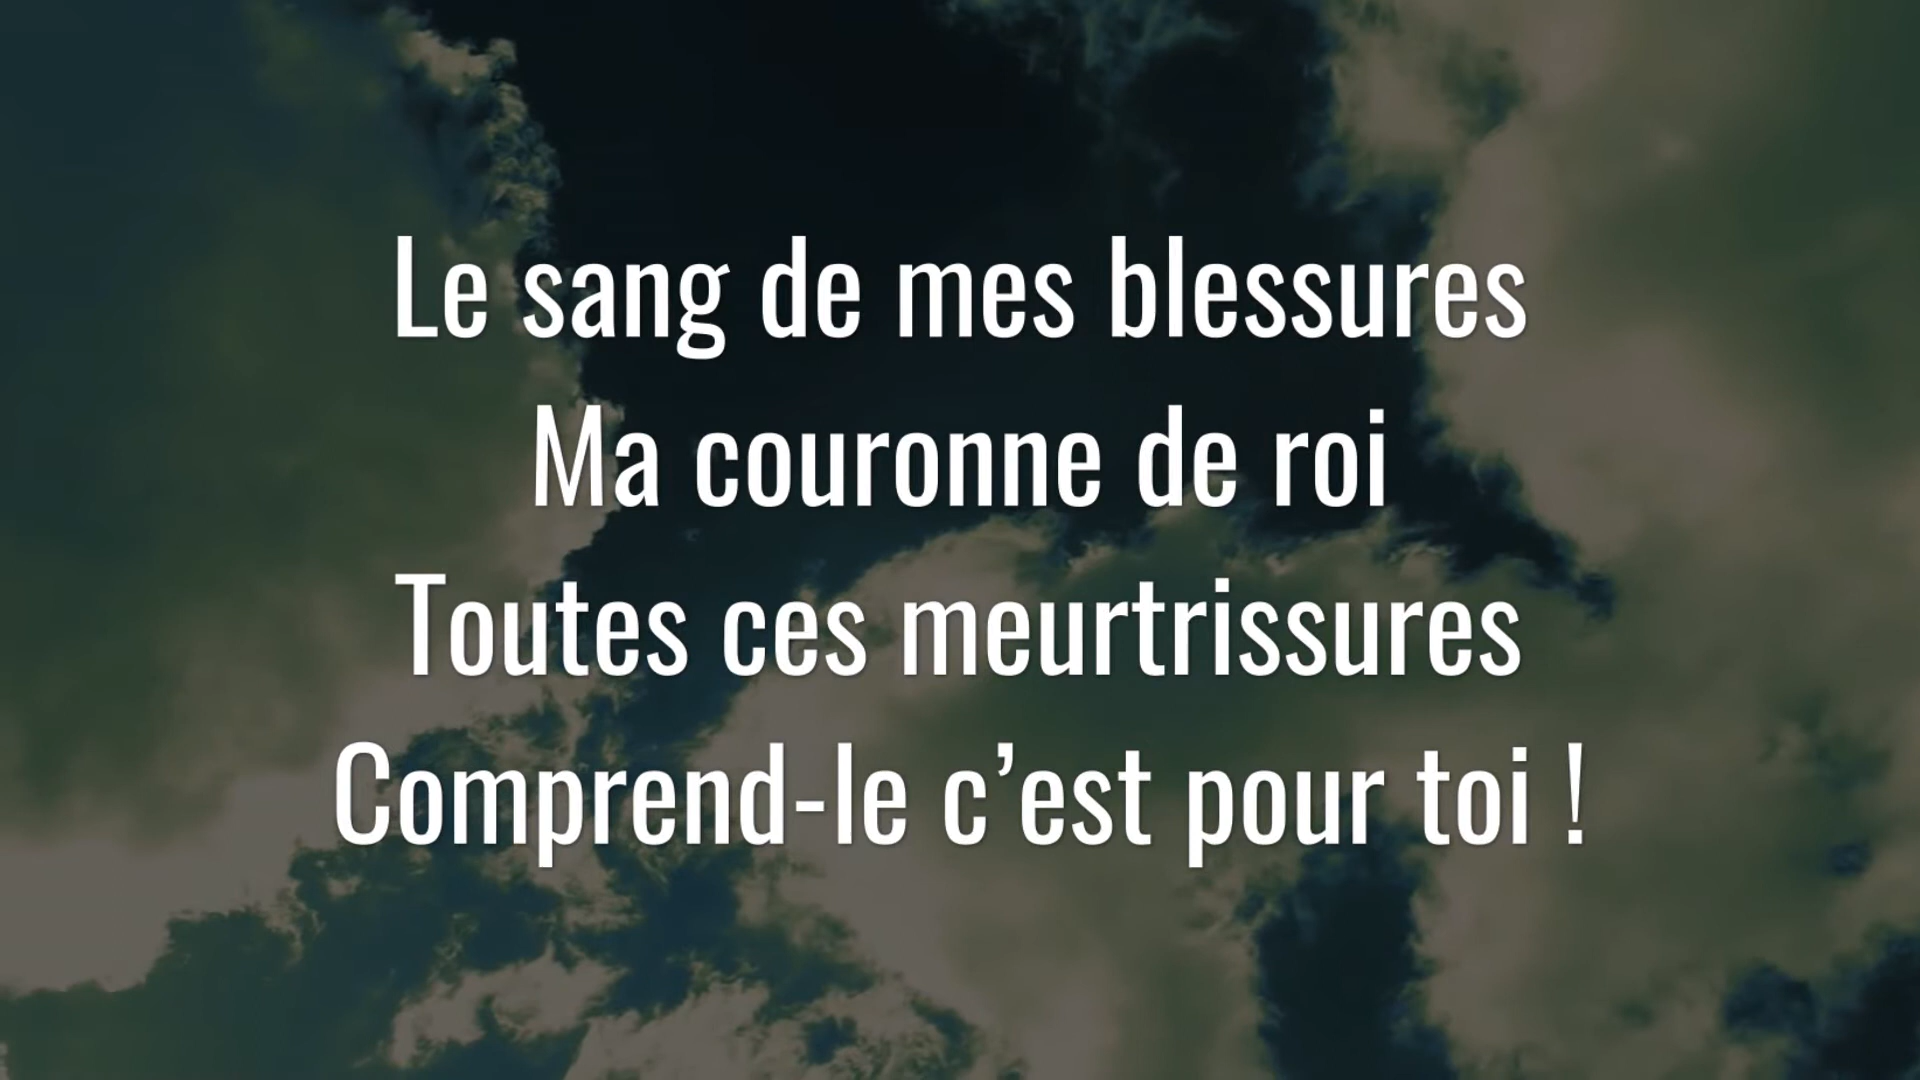 Le sang de mes blessures
Ma couronne de roi
Toutes ces meurtrissures
Comprend-le c’est pour toi !